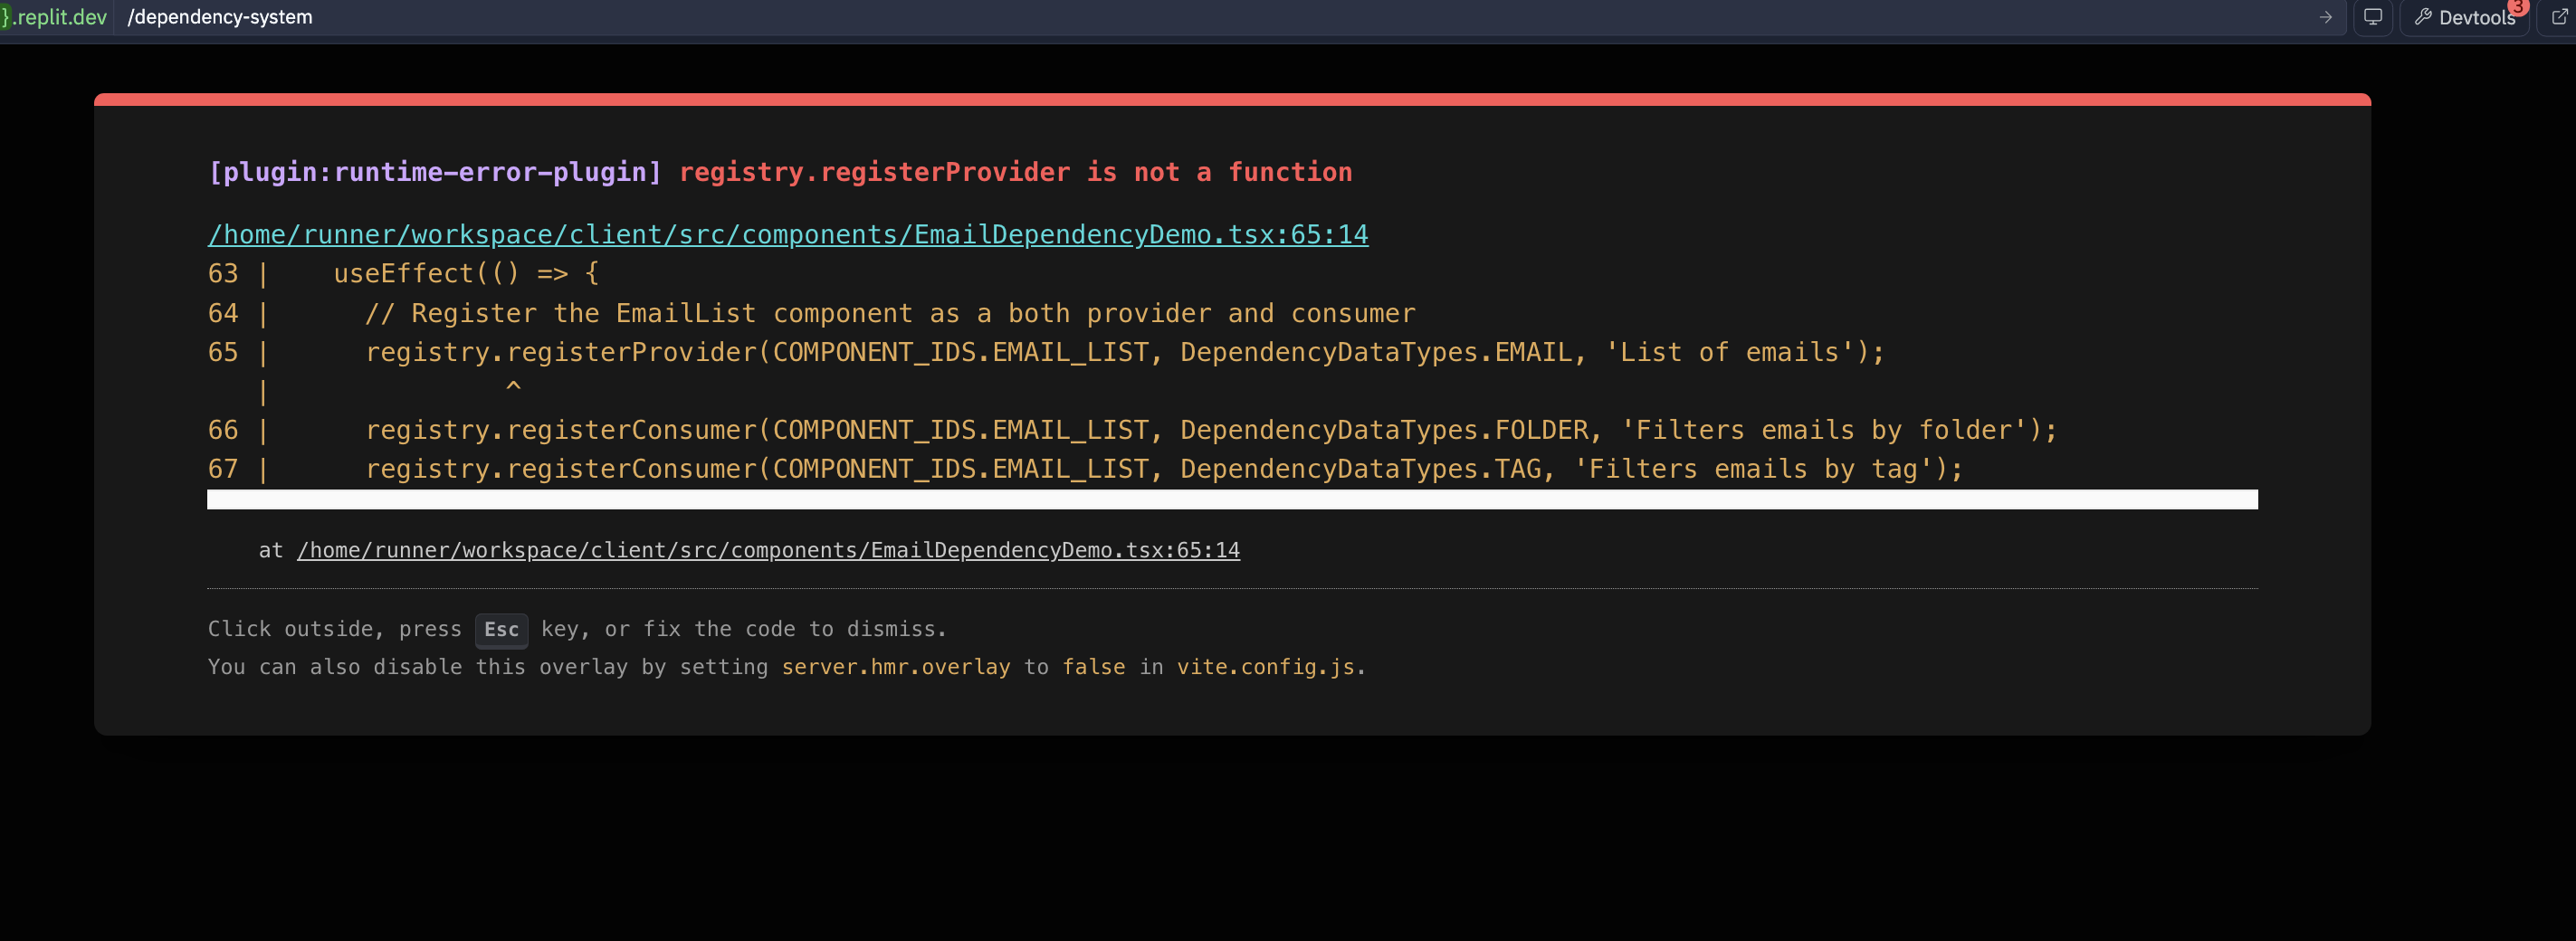 }.replit.dev /dependency-system → Devtools 3
[plugin:runtime-error-plugin] registry.registerProvider is not a function
/home/runner/workspace/client/src/components/EmailDependencyDemo.tsx:65:14
63 |    useEffect(() => {
64 |      // Register the EmailList component as a both provider and consumer
65 |      registry.registerProvider(COMPONENT_IDS.EMAIL_LIST, DependencyDataTypes.EMAIL, 'List of emails');
   |               ^
66 |      registry.registerConsumer(COMPONENT_IDS.EMAIL_LIST, DependencyDataTypes.FOLDER, 'Filters emails by folder');
67 |      registry.registerConsumer(COMPONENT_IDS.EMAIL_LIST, DependencyDataTypes.TAG, 'Filters emails by tag');
at /home/runner/workspace/client/src/components/EmailDependencyDemo.tsx:65:14
Click outside, press Esc key, or fix the code to dismiss.
You can also disable this overlay by setting server.hmr.overlay to false in vite.config.js.